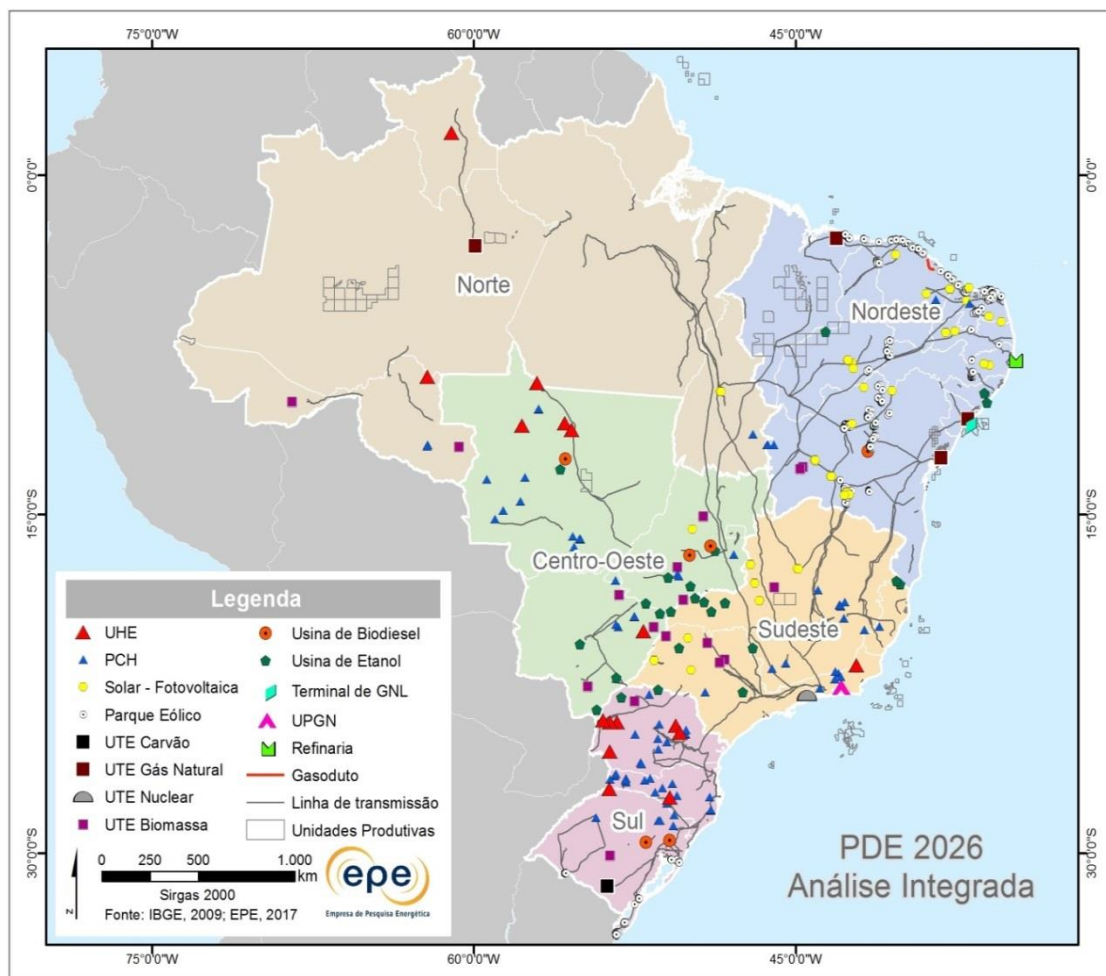 75°0'0"W 60°0'0"W 45°0'0"W
0°0'0" 0°0'0"
Norte
Nordeste
15°0'0"S 15°0'0"S
Centro-Oeste
Sudeste
Sul
30°0'0"S 30°0'0"S
Legenda
UHE
PCH
Solar - Fotovoltaica
Parque Eólico
UTE Carvão
UTE Gás Natural
UTE Nuclear
UTE Biomassa
Usina de Biodiesel
Usina de Etanol
Terminal de GNL
UPGN
Refinaria
Gasoduto
Linha de transmissão
Unidades Produtivas
0 250 500 1.000
km
Sirgas 2000
Fonte: IBGE, 2009; EPE, 2017
z
epe
Empresa de Pesquisa Energética
PDE 2026
Análise Integrada
75°0'0"W 60°0'0"W 45°0'0"W